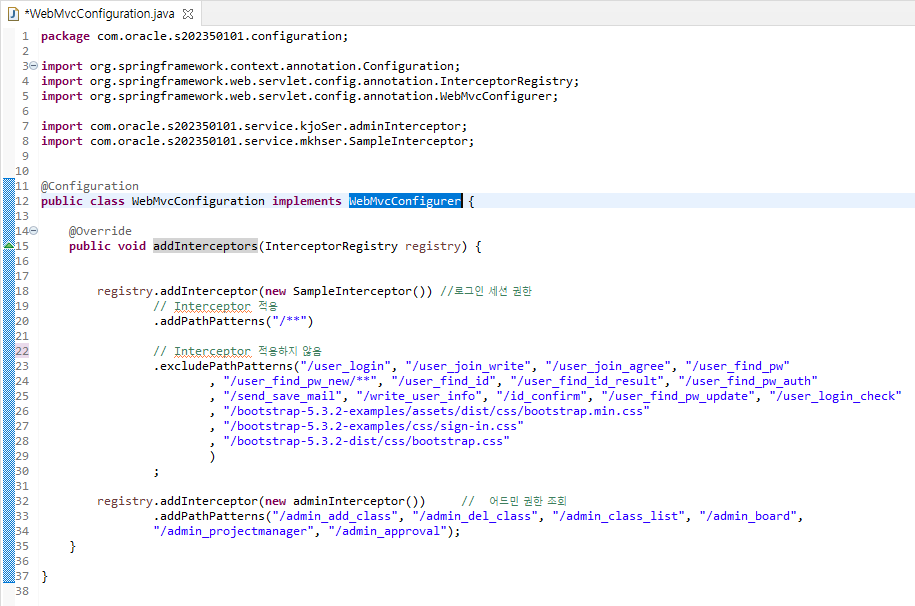 *WebMvcConfiguration.java
1 package com.oracle.s202350101.configuration;
2
3 import org.springframework.context.annotation.Configuration;
4 import org.springframework.web.servlet.config.annotation.InterceptorRegistry;
5 import org.springframework.web.servlet.config.annotation.WebMvcConfigurer;
6
7 import com.oracle.s202350101.service.kjoSer.adminInterceptor;
8 import com.oracle.s202350101.service.mkhser.SampleInterceptor;
9
10
11 @Configuration
12 public class WebMvcConfiguration implements WebMvcConfigurer {
13
14 @Override
15 public void addInterceptors(InterceptorRegistry registry) {
16
17
18 registry.addInterceptor(new SampleInterceptor()) //로그인 세션 권한
19 // Interceptor 적용
20 .addPathPatterns("/**")
21
22 // Interceptor 적용하지 않음
23 .excludePathPatterns("/user_login", "/user_join_write", "/user_join_agree", "/user_find_pw"
24 , "/user_find_pw_new/**", "/user_find_id", "/user_find_id_result", "/user_find_pw_auth"
25 , "/send_save_mail", "/write_user_info", "/id_confirm", "/user_find_pw_update", "/user_login_check"
26 , "/bootstrap-5.3.2-examples/assets/dist/css/bootstrap.min.css"
27 , "/bootstrap-5.3.2-examples/css/sign-in.css"
28 , "/bootstrap-5.3.2-dist/css/bootstrap.css"
29 )
30 ;
31
32 registry.addInterceptor(new adminInterceptor()) // 어드민 권한 조회
33 .addPathPatterns("/admin_add_class", "/admin_del_class", "/admin_class_list", "/admin_board",
34 "/admin_projectmanager", "/admin_approval");
35 }
36
37 }
38